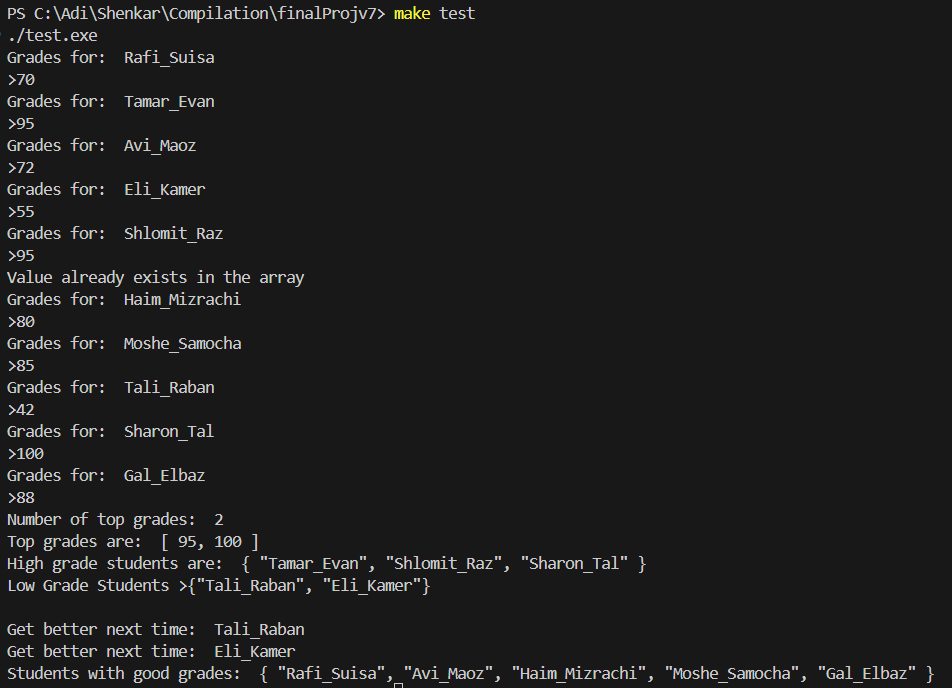 PS C:\Adi\Shenkar\Compilation\finalProjv7> make test
./test.exe
Grades for:  Rafi_Suisa
>70
Grades for:  Tamar_Evan
>95
Grades for:  Avi_Maoz
>72
Grades for:  Eli_Kamer
>55
Grades for:  Shlomit_Raz
>95
Value already exists in the array
Grades for:  Haim_Mizrachi
>80
Grades for:  Moshe_Samocha
>85
Grades for:  Tali_Raban
>42
Grades for:  Sharon_Tal
>100
Grades for:  Gal_Elbaz
>88
Number of top grades:  2
Top grades are:  [ 95, 100 ]
High grade students are:  { "Tamar_Evan", "Shlomit_Raz", "Sharon_Tal" }
Low Grade Students >{"Tali_Raban", "Eli_Kamer"}

Get better next time:  Tali_Raban
Get better next time:  Eli_Kamer
Students with good grades:  { "Rafi_Suisa", "Avi_Maoz", "Haim_Mizrachi", "Moshe_Samocha", "Gal_Elbaz" }